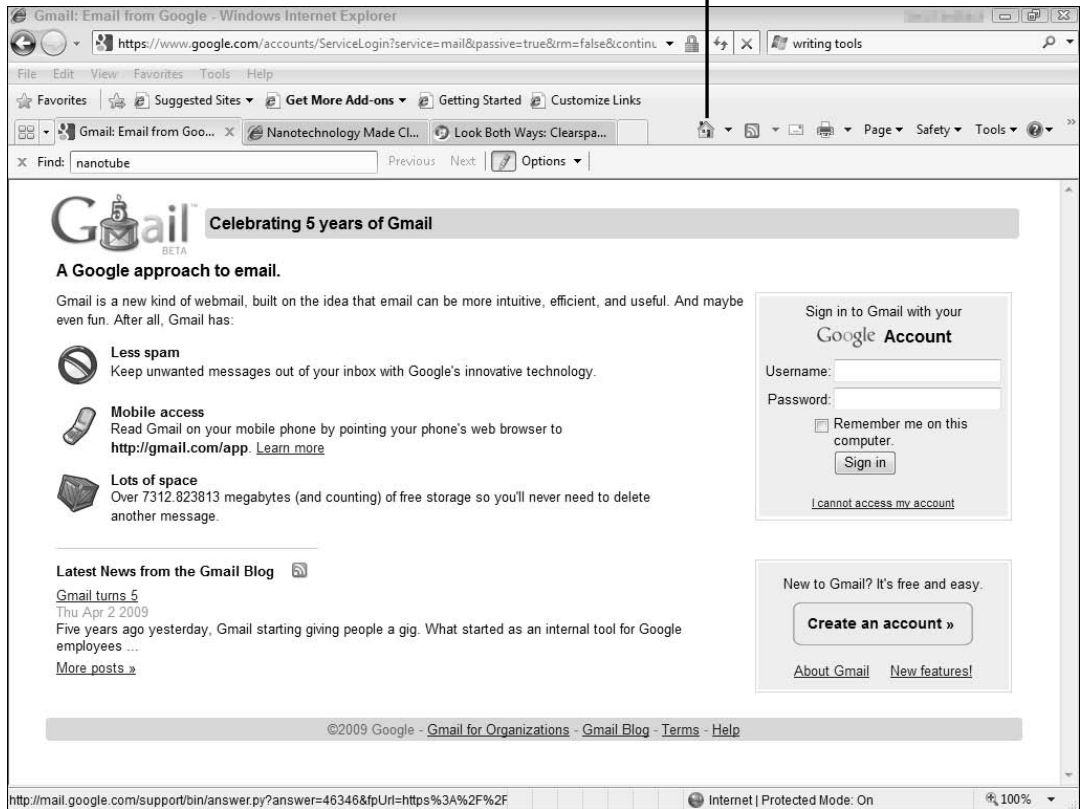 Gmail: Email from Google - Windows Internet Explorer
https://www.google.com/accounts/ServiceLogin?service=mail&passive=true&rm=false&continu
writing tools
File Edit View Favorites Tools Help
Favorites Suggested Sites Get More Add-ons Getting Started Customize Links
Gmail: Email from Goo... Nanotechnology Made Cl... Look Both Ways: Clearspa... Page Safety Tools
Find: nanotube Previous Next Options
Gmail™ BETA
5
Celebrating 5 years of Gmail
A Google approach to email.
Gmail is a new kind of webmail, built on the idea that email can be more intuitive, efficient, and useful. And maybe
even fun. After all, Gmail has:
Less spam
Keep unwanted messages out of your inbox with Google's innovative technology.
Mobile access
Read Gmail on your mobile phone by pointing your phone's web browser to
http://gmail.com/app. Learn more
Lots of space
Over 7312.823813 megabytes (and counting) of free storage so you'll never need to delete
another message.
Latest News from the Gmail Blog
Gmail turns 5
Thu Apr 2 2009
Five years ago yesterday, Gmail starting giving people a gig. What started as an internal tool for Google
employees ...
More posts »
Sign in to Gmail with your
Google Account
Username:
Password:
Remember me on this
computer.
Sign in
I cannot access my account
New to Gmail? It's free and easy.
Create an account »
About Gmail New features!
©2009 Google - Gmail for Organizations - Gmail Blog - Terms - Help
http://mail.google.com/support/bin/answer.py?answer=46346&fpUrl=https%3A%2F%2F Internet | Protected Mode: On 100%